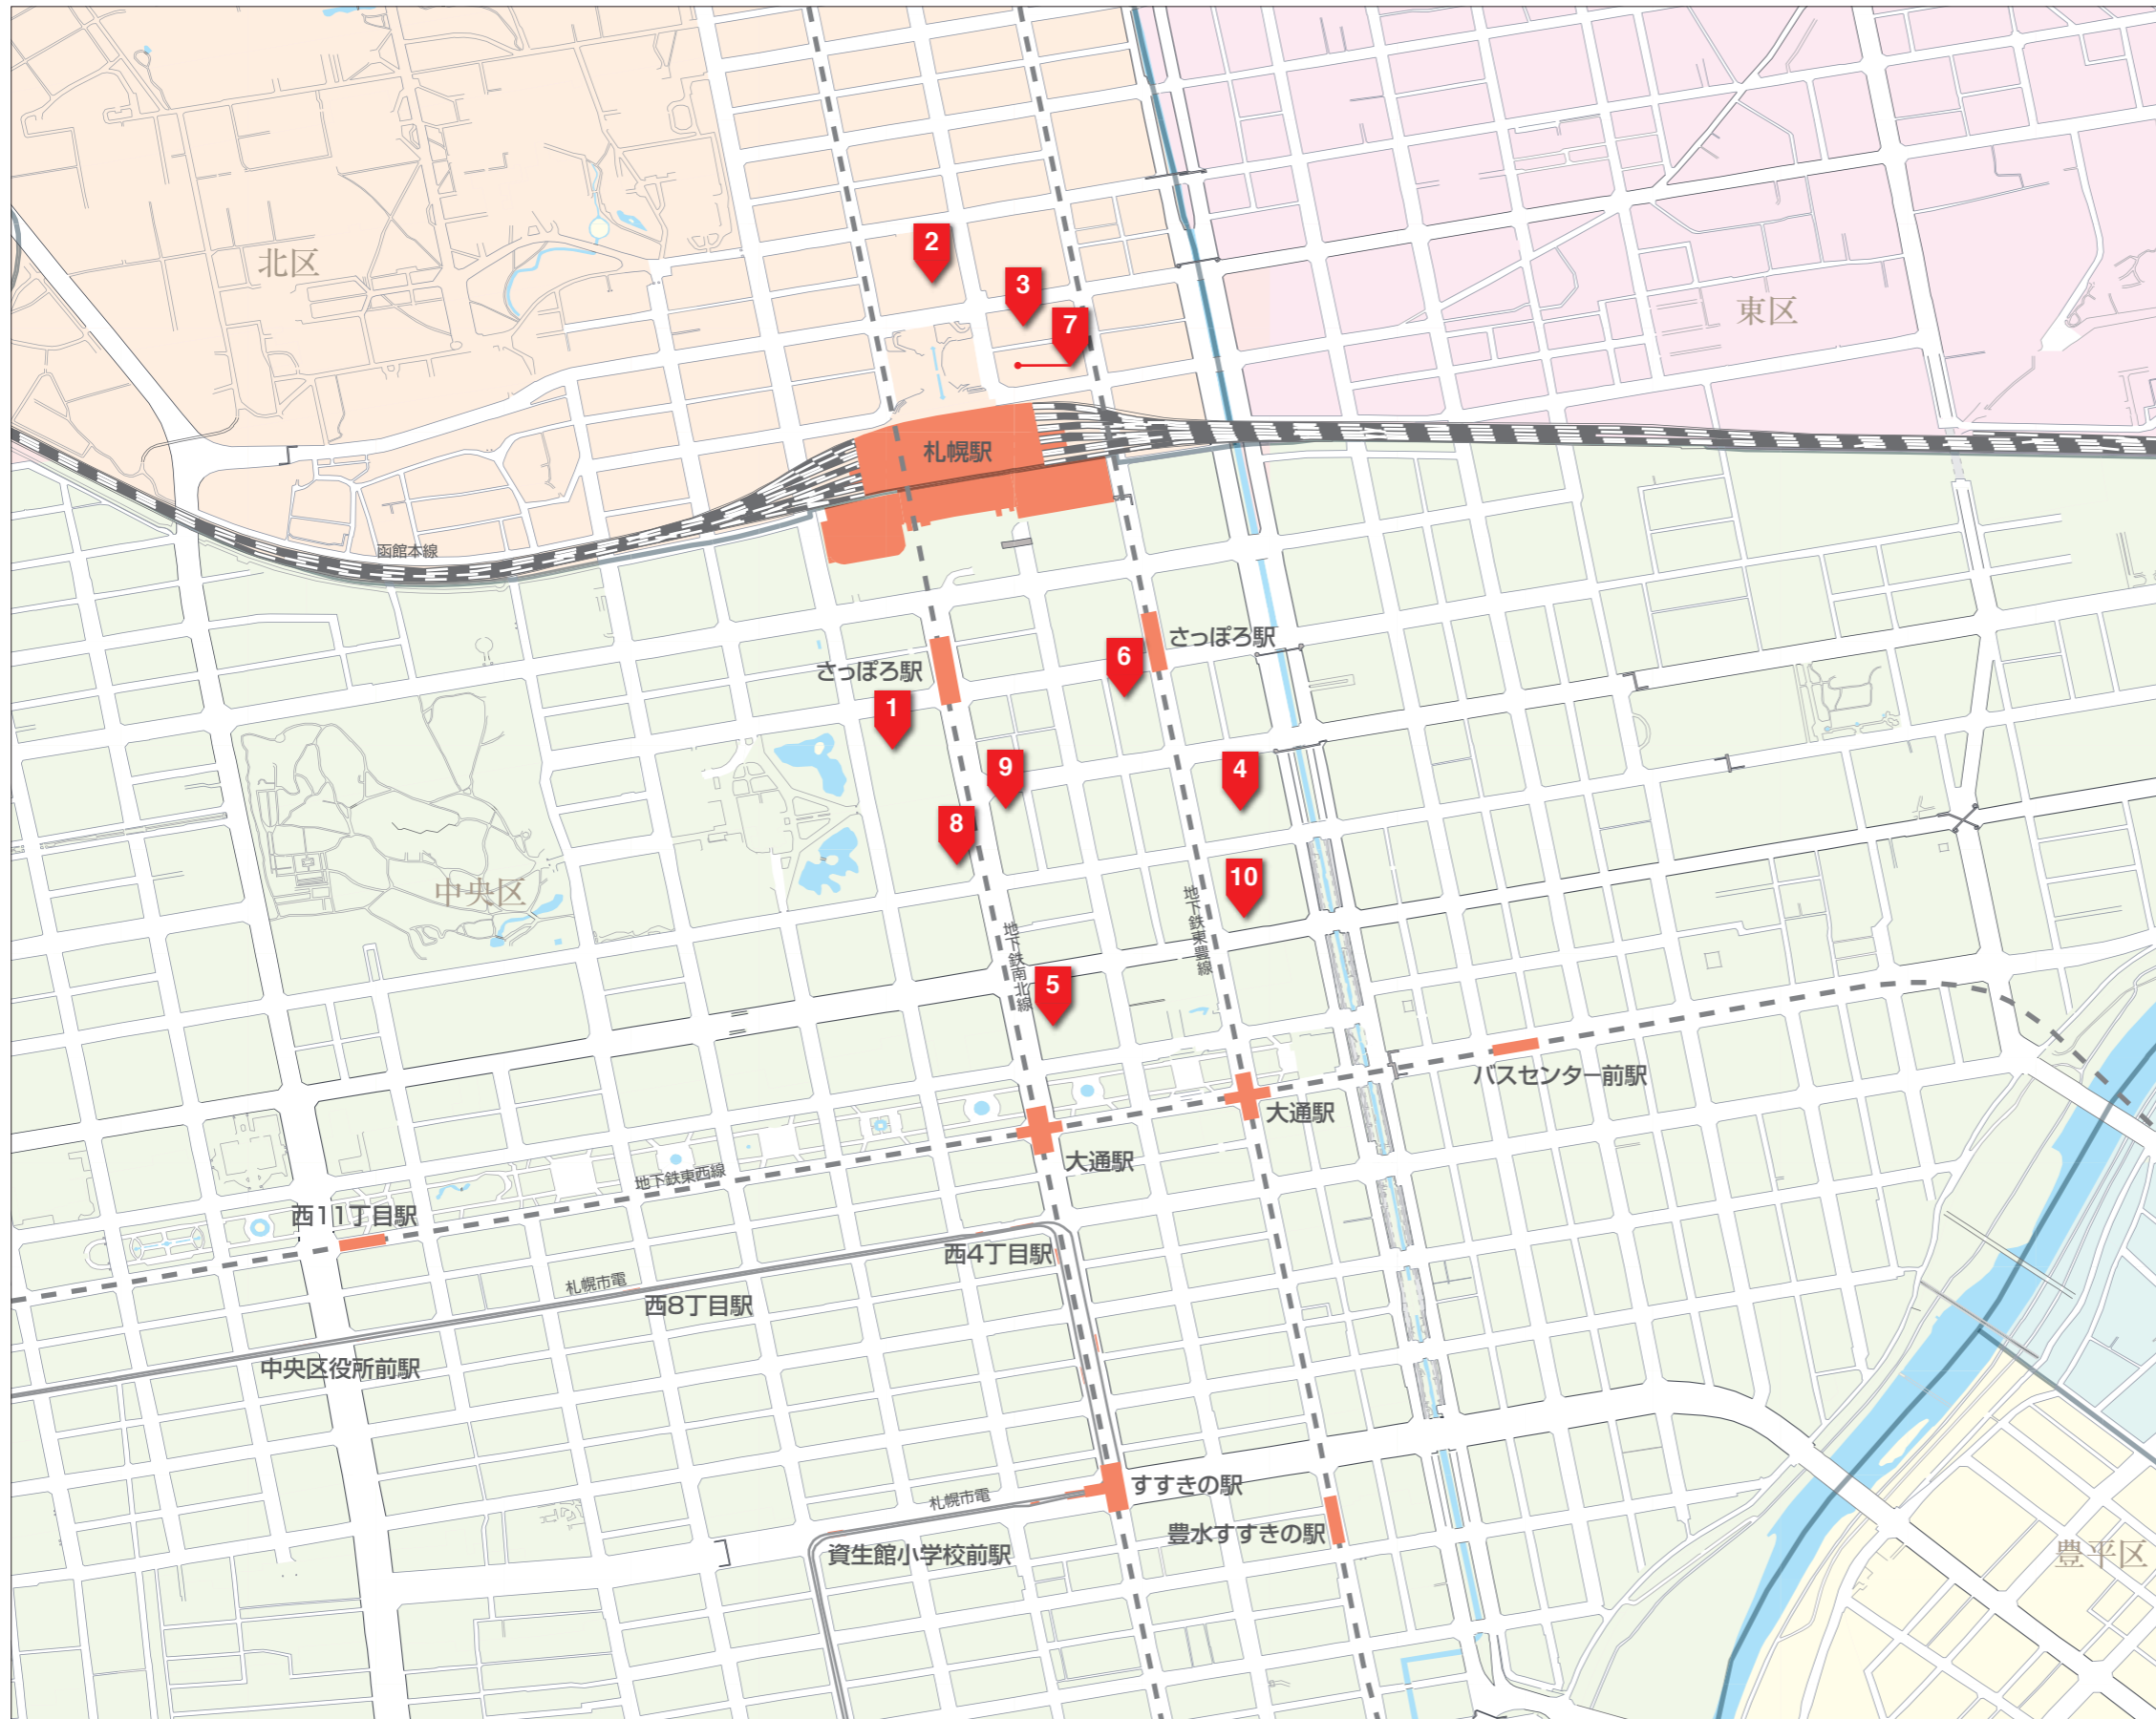 2
北区
3
東区
7
札幌駅
函館本線
さっぽろ駅
6
さっぽろ駅
1
9
4
8
10
中央区
地下鉄東豊線
地下鉄南北線
5
バスセンター前駅
大通駅
大通駅
地下鉄東西線
西11丁目駅
西4丁目駅
札幌市電
西8丁目駅
中央区役所前駅
すすきの駅
札幌市電
豊水すすきの駅
資生館小学校前駅
豊平区